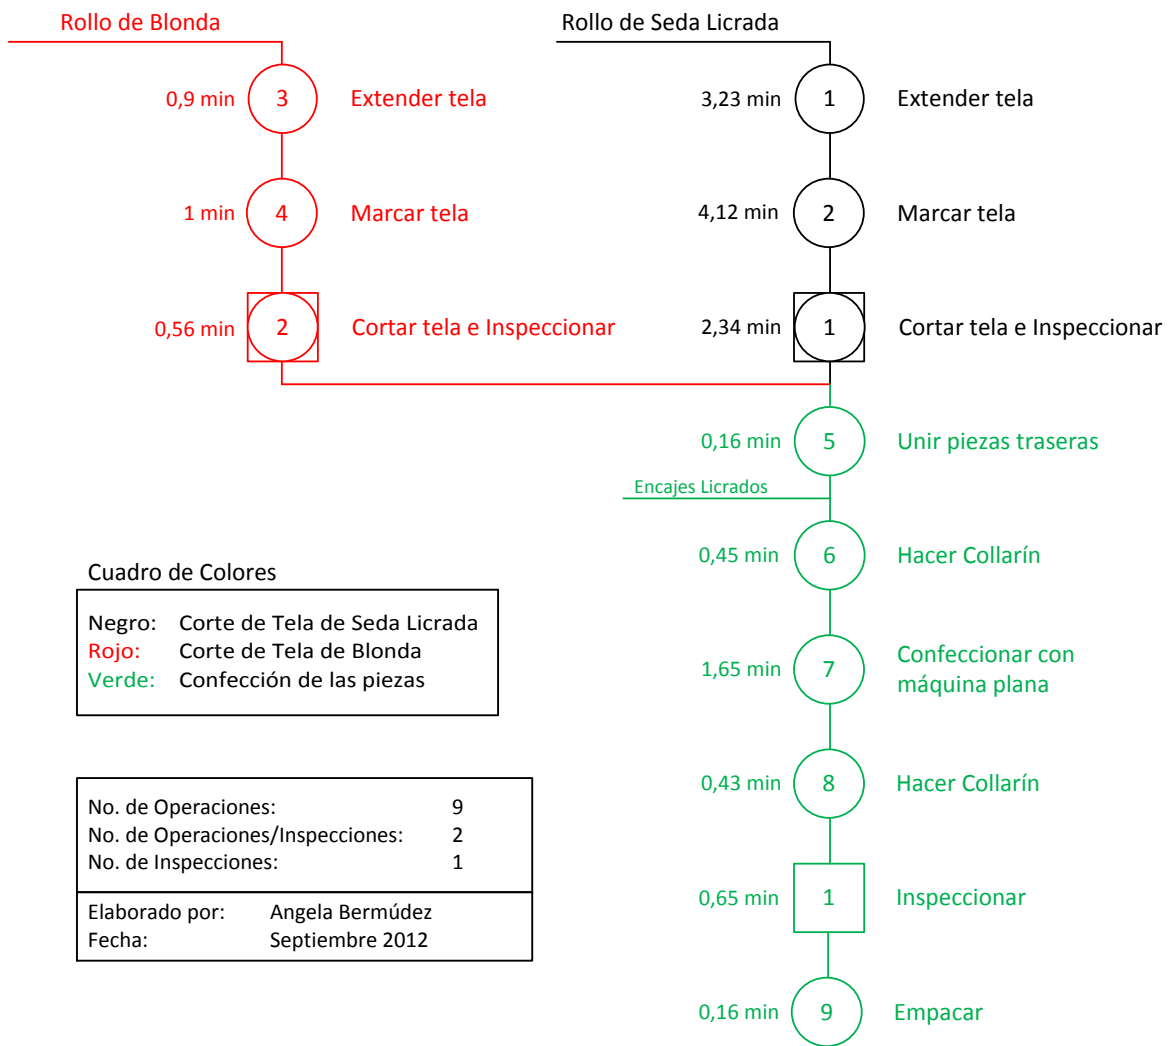 Rollo de Blonda
Rollo de Seda Licrada
0,9 min 3 Extender tela
3,23 min 1 Extender tela
1 min 4 Marcar tela
4,12 min 2 Marcar tela
0,56 min 2 Cortar tela e Inspeccionar
2,34 min 1 Cortar tela e Inspeccionar
0,16 min 5 Unir piezas traseras
Encajes Licrados
0,45 min 6 Hacer Collarín
1,65 min 7 Confeccionar con
máquina plana
0,43 min 8 Hacer Collarín
0,65 min 1 Inspeccionar
0,16 min 9 Empacar
Cuadro de Colores
Negro: Corte de Tela de Seda Licrada
Rojo: Corte de Tela de Blonda
Verde: Confección de las piezas
No. de Operaciones: 9
No. de Operaciones/Inspecciones: 2
No. de Inspecciones: 1
Elaborado por: Angela Bermúdez
Fecha: Septiembre 2012